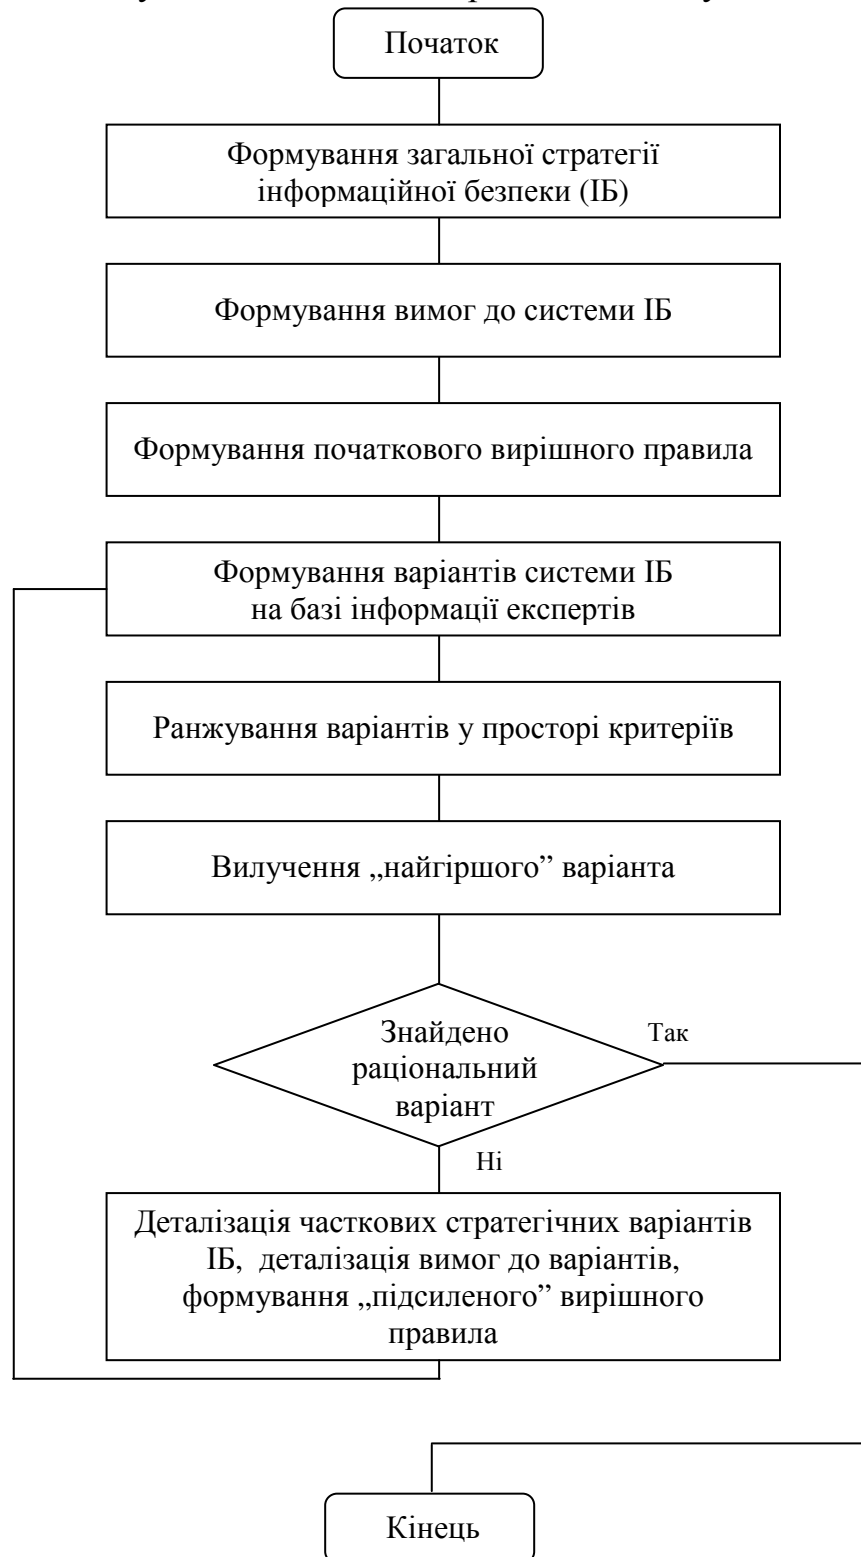 Початок
Формування загальної стратегії
інформаційної безпеки (ІБ)
Формування вимог до системи ІБ
Формування початкового вирішного правила
Формування варіантів системи ІБ
на базі інформації експертів
Ранжування варіантів у просторі критеріїв
Вилучення „найгіршого” варіанта
Знайдено
раціональний
варіант
Так
Ні
Деталізація часткових стратегічних варіантів
ІБ, деталізація вимог до варіантів,
формування „підсиленого” вирішного
правила
Кінець